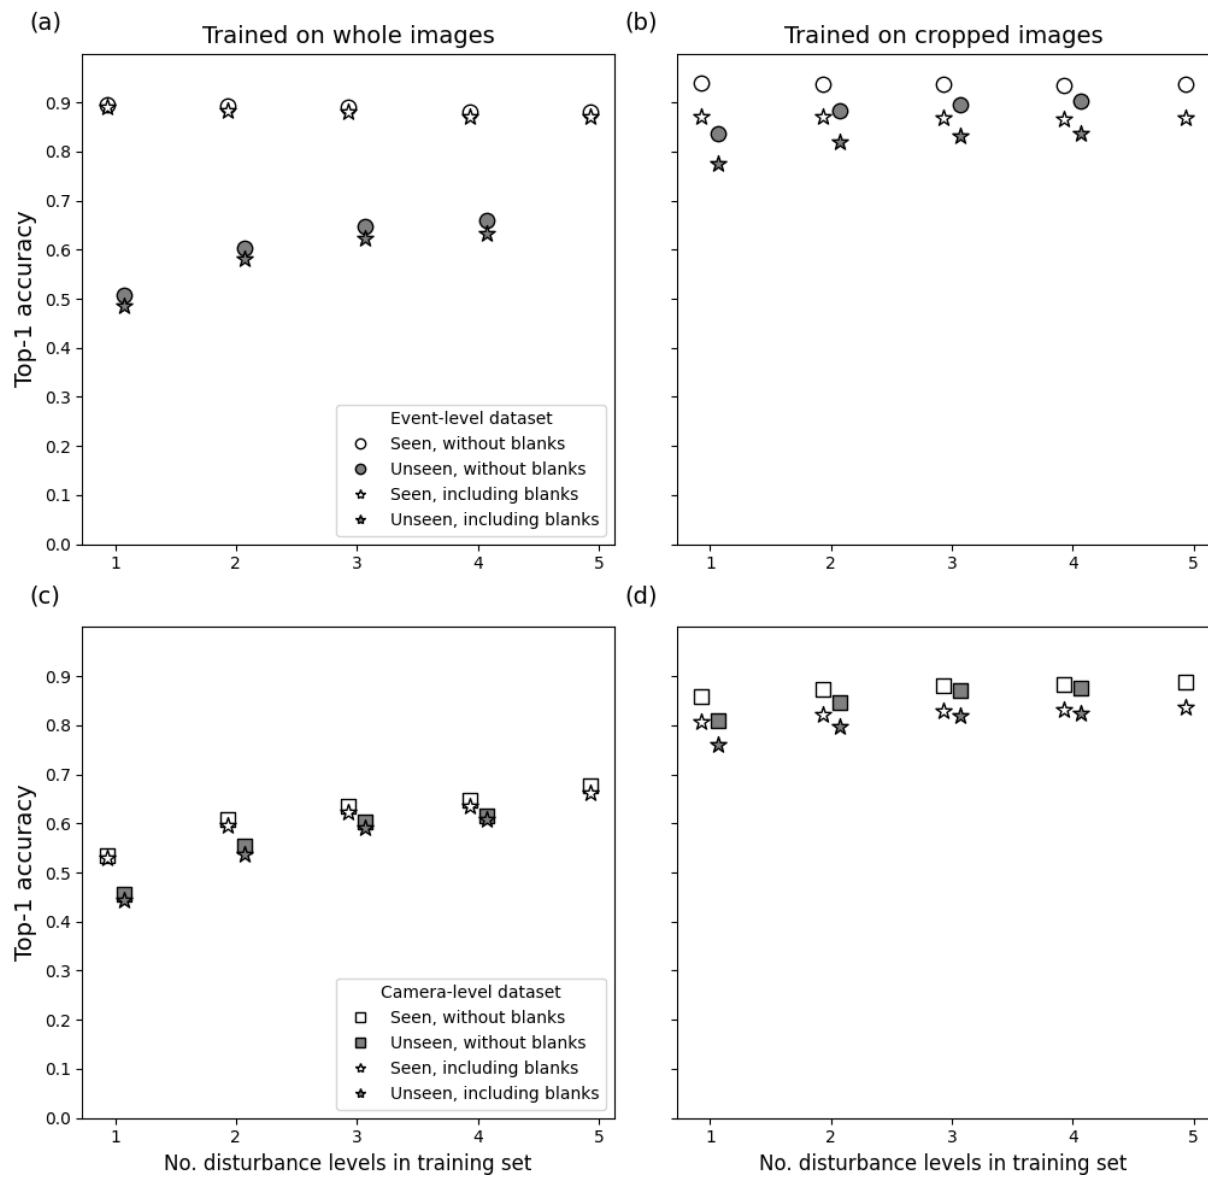 (a)
Trained on whole images
(b)
Trained on cropped images
Top-1 accuracy
0.9
0.8
0.7
0.6
0.5
0.4
0.3
0.2
0.1
0.0
Event-level dataset
Seen, without blanks
Unseen, without blanks
Seen, including blanks
Unseen, including blanks
1 2 3 4 5
1 2 3 4 5
(c)
(d)
Top-1 accuracy
0.9
0.8
0.7
0.6
0.5
0.4
0.3
0.2
0.1
0.0
Camera-level dataset
Seen, without blanks
Unseen, without blanks
Seen, including blanks
Unseen, including blanks
1 2 3 4 5
1 2 3 4 5
No. disturbance levels in training set
No. disturbance levels in training set